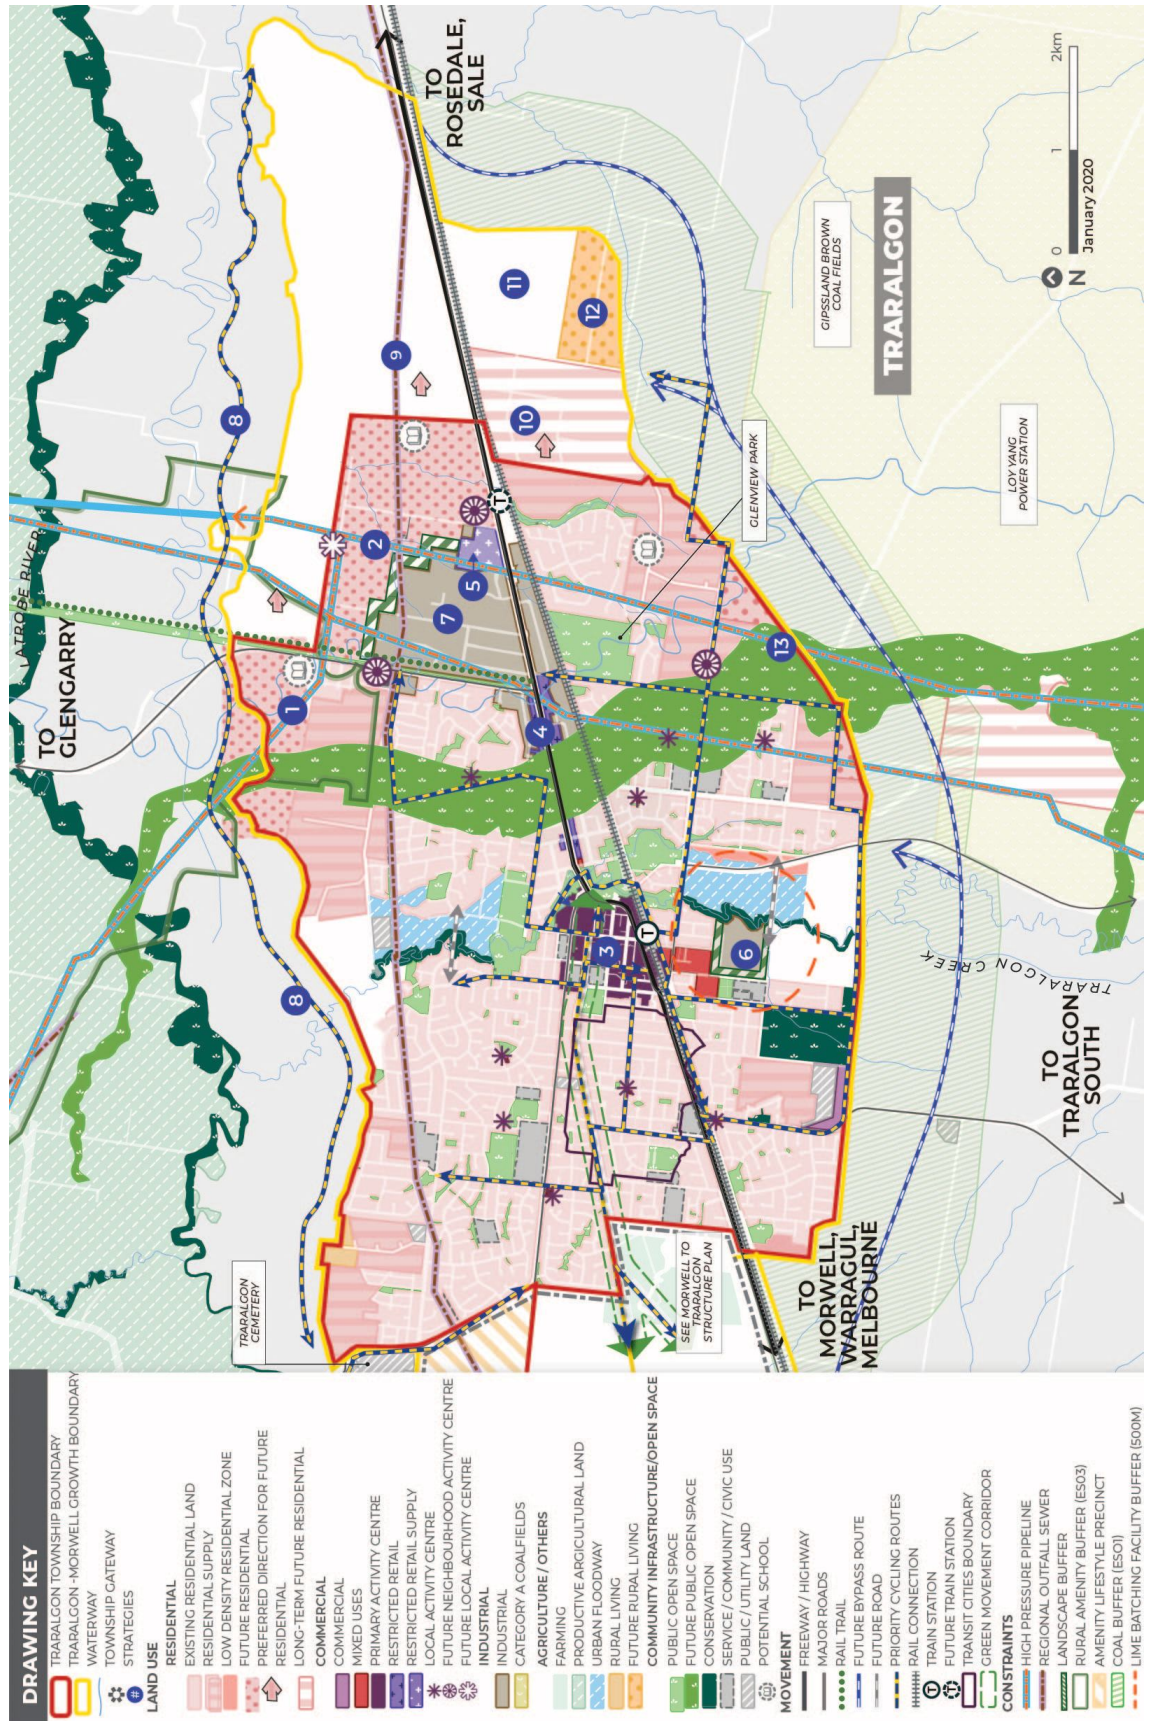 DRAWING KEY
TARALGON TOWNSHIP BOUNDARY
TARALGON -MORWELL GROWTH BOUNDARY
WATERWAY
TOWNSHIP GATEWAY
#
STRATEGIES
LAND USE
RESIDENTIAL
EXISTING RESIDENTIAL LAND
RESIDENTIAL SUPPLY
LOW DENSITY RESIDENTIAL ZONE
FUTURE RESIDENTIAL
PREFERRED DIRECTION FOR FUTURE
RESIDENTIAL
LONG-TERM FUTURE RESIDENTIAL
COMMERCIAL
COMMERCIAL
MIXED USES
PRIMARY ACTIVITY CENTRE
RESTRICTED RETAIL
RESTRICTED RETAIL SUPPLY
LOCAL ACTIVITY CENTRE
FUTURE NEIGHBOURHOOD ACTIVITY CENTRE
FUTURE LOCAL ACTIVITY CENTRE
INDUSTRIAL
INDUSTRIAL
CATEGORY A COALFIELDS
AGRICULTURE / OTHERS
FARMING
PRODUCTIVE ARGICULTURAL LAND
URBAN FLOODWAY
RURAL LIVING
FUTURE RURAL LIVING
COMMUNITY INFRASTRUCTURE/OPEN SPACE
PUBLIC OPEN SPACE
FUTURE PUBLIC OPEN SPACE
CONSERVATION
SERVICE / COMMUNITY / CIVIC USE
PUBLIC / UTILITY LAND
POTENTIAL SCHOOL
MOVEMENT
FREEWAY / HIGHWAY
MAJOR ROADS
RAIL TRAIL
FUTURE BYPASS ROUTE
FUTURE ROAD
PRIORITY CYCLING ROUTES
RAIL CONNECTION
T
TRAIN STATION
T
FUTURE TRAIN STATION
TRANSIT CITIES BOUNDARY
GREEN MOVEMENT CORRIDOR
CONSTRAINTS
HIGH PRESSURE PIPELINE
REGIONAL OUTFALL SEWER
LANDSCAPE BUFFER
RURAL AMENITY BUFFER (ES03)
AMENITY LIFESTYLE PRECINCT
COAL BUFFER (ES01)
LIME BATCHING FACILITY BUFFER (500M)
TO
GLENGARRY
LATROBE RIVER
TO
ROSEDALE,
SALE
TRARALGON
CEMETERY
8
8
1
2
9
7
5
T
10
11
12
4
3
T
6
13
GLENVIEW PARK
SEE MORWELL TO
TRARALGON
STRUCTURE PLAN
TO
MORWELL,
WARRAGUL,
MELBOURNE
TRARALGON CREEK
TO
TRARALGON
SOUTH
GIPSSLAND BROWN
COAL FIELDS
TRARALGON
LOY YANG
POWER STATION
N
0
1
2km
January 2020